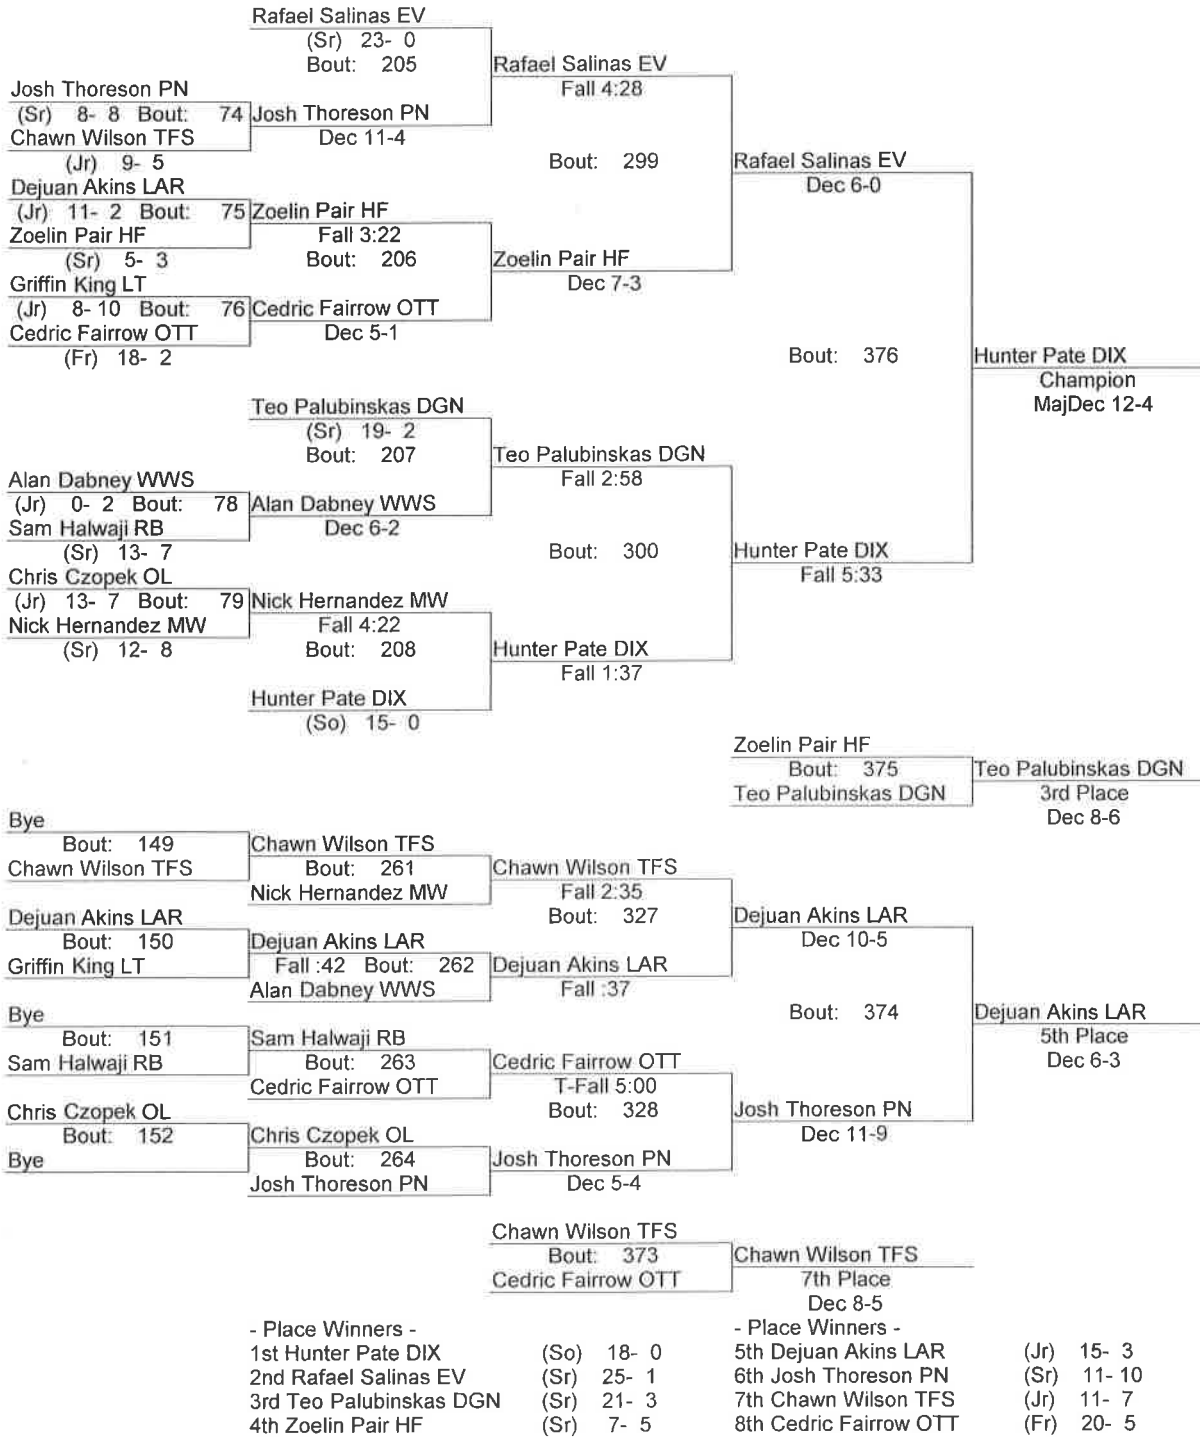 Rafael Salinas EV
(Sr) 23- 0
Bout: 205
Rafael Salinas EV
Fall 4:28
Josh Thoreson PN
(Sr) 8- 8 Bout: 74
Josh Thoreson PN
Chawn Wilson TFS
Dec 11-4
(Jr) 9- 5
Bout: 299
Rafael Salinas EV
Dec 6-0
Dejuan Akins LAR
(Jr) 11- 2 Bout: 75
Zoelin Pair HF
Zoelin Pair HF
Fall 3:22
(Sr) 5- 3
Bout: 206
Zoelin Pair HF
Dec 7-3
Griffin King LT
(Jr) 8- 10 Bout: 76
Cedric Fairrow OTT
Cedric Fairrow OTT
Dec 5-1
(Fr) 18- 2
Bout: 376
Hunter Pate DIX
Champion
MajDec 12-4
Teo Palubinskas DGN
(Sr) 19- 2
Bout: 207
Teo Palubinskas DGN
Fall 2:58
Alan Dabney WWS
(Jr) 0- 2 Bout: 78
Alan Dabney WWS
Sam Halwaji RB
Dec 6-2
(Sr) 13- 7
Bout: 300
Hunter Pate DIX
Fall 5:33
Chris Czopek OL
(Jr) 13- 7 Bout: 79
Nick Hernandez MW
Nick Hernandez MW
Fall 4:22
(Sr) 12- 8
Bout: 208
Hunter Pate DIX
Fall 1:37
Hunter Pate DIX
(So) 15- 0
Zoelin Pair HF
Bout: 375
Teo Palubinskas DGN
Teo Palubinskas DGN
3rd Place
Dec 8-6
Bye
Bout: 149
Chawn Wilson TFS
Chawn Wilson TFS
Bout: 261
Nick Hernandez MW
Chawn Wilson TFS
Fall 2:35
Bout: 327
Dejuan Akins LAR
Dec 10-5
Dejuan Akins LAR
Bout: 150
Griffin King LT
Dejuan Akins LAR
Fall :42 Bout: 262
Alan Dabney WWS
Dejuan Akins LAR
Fall :37
Bout: 374
Dejuan Akins LAR
5th Place
Dec 6-3
Bye
Bout: 151
Sam Halwaji RB
Sam Halwaji RB
Bout: 263
Cedric Fairrow OTT
Cedric Fairrow OTT
T-Fall 5:00
Bout: 328
Josh Thoreson PN
Dec 11-9
Chris Czopek OL
Bout: 152
Bye
Chris Czopek OL
Bout: 264
Josh Thoreson PN
Josh Thoreson PN
Dec 5-4
Chawn Wilson TFS
Bout: 373
Cedric Fairrow OTT
Chawn Wilson TFS
7th Place
Dec 8-5
- Place Winners -
1st Hunter Pate DIX (So) 18- 0
2nd Rafael Salinas EV (Sr) 25- 1
3rd Teo Palubinskas DGN (Sr) 21- 3
4th Zoelin Pair HF (Sr) 7- 5
- Place Winners -
5th Dejuan Akins LAR (Jr) 15- 3
6th Josh Thoreson PN (Sr) 11- 10
7th Chawn Wilson TFS (Jr) 11- 7
8th Cedric Fairrow OTT (Fr) 20- 5